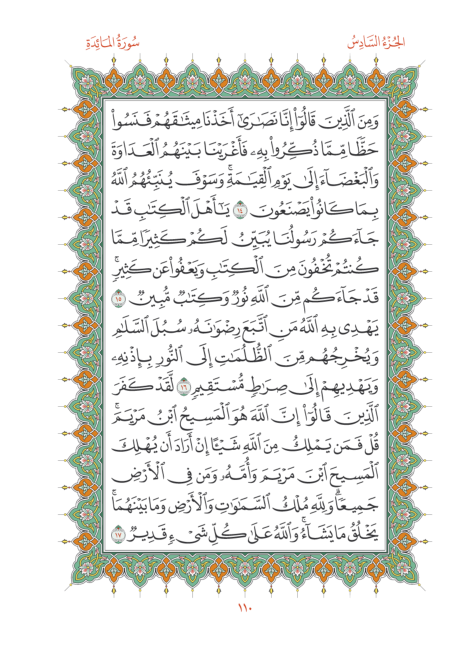 الجُزْءُ السَّادِسُ
سُورَةُ المَائِدَةِ
وَمِنَ ٱلَّذِينَ قَالُوٓا۟ إِنَّا نَصَـٰرَىٰٓ أَخَذْنَا مِيثَـٰقَهُمْ فَنَسُوا۟
حَظًّا مِّمَّا ذُكِّرُوا۟ بِهِۦ فَأَغْرَيْنَا بَيْنَهُمُ ٱلْعَدَاوَةَ
وَٱلْبَغْضَآءَ إِلَىٰ يَوْمِ ٱلْقِيَـٰمَةِ ۚ وَسَوْفَ يُنَبِّئُهُمُ ٱللَّهُ
بِمَا كَانُوا۟ يَصْنَعُونَ ١٤ يَـٰٓأَهْلَ ٱلْكِتَـٰبِ قَدْ
جَآءَكُمْ رَسُولُنَا يُبَيِّنُ لَكُمْ كَثِيرًا مِّمَّا
كُنتُمْ تُخْفُونَ مِنَ ٱلْكِتَـٰبِ وَيَعْفُوا۟ عَن كَثِيرٍ ۚ
قَدْ جَآءَكُم مِّنَ ٱللَّهِ نُورٌ وَكِتَـٰبٌ مُّبِينٌ ١٥
يَهْدِى بِهِ ٱللَّهُ مَنِ ٱتَّبَعَ رِضْوَٰنَهُۥ سُبُلَ ٱلسَّلَـٰمِ
وَيُخْرِجُهُم مِّنَ ٱلظُّلُمَـٰتِ إِلَى ٱلنُّورِ بِإِذْنِهِۦ
وَيَهْدِيهِمْ إِلَىٰ صِرَٰطٍ مُّسْتَقِيمٍ ١٦ لَّقَدْ كَفَرَ
ٱلَّذِينَ قَالُوٓا۟ إِنَّ ٱللَّهَ هُوَ ٱلْمَسِيحُ ٱبْنُ مَرْيَمَ ۚ
قُلْ فَمَن يَمْلِكُ مِنَ ٱللَّهِ شَيْـًٔا إِنْ أَرَادَ أَن يُهْلِكَ
ٱلْمَسِيحَ ٱبْنَ مَرْيَمَ وَأُمَّهُۥ وَمَن فِى ٱلْأَرْضِ
جَمِيعًا ۗ وَلِلَّهِ مُلْكُ ٱلسَّمَـٰوَٰتِ وَٱلْأَرْضِ وَمَا بَيْنَهُمَا ۚ
يَخْلُقُ مَا يَشَآءُ ۚ وَٱللَّهُ عَلَىٰ كُلِّ شَىْءٍ قَدِيرٌ ١٧
١١٠